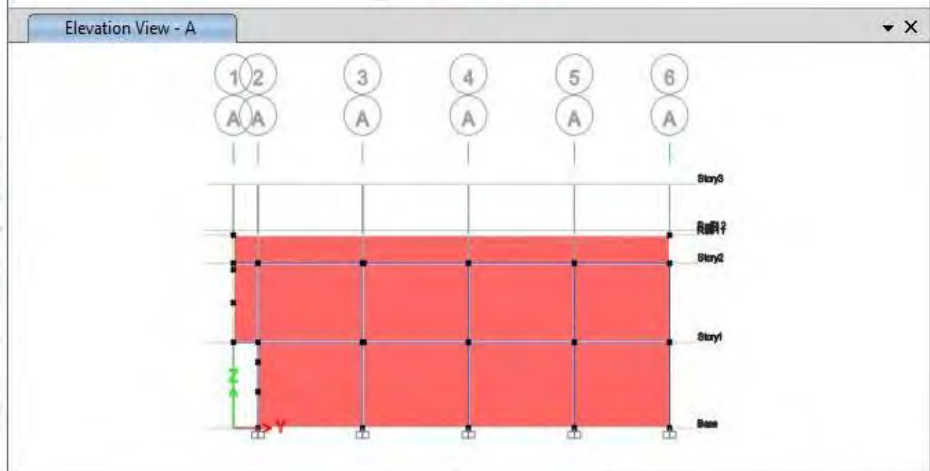 Elevation View - A
1 2 3 4 5 6
A A A A A A
Story3
Story2
Story1
Z
Y
Base